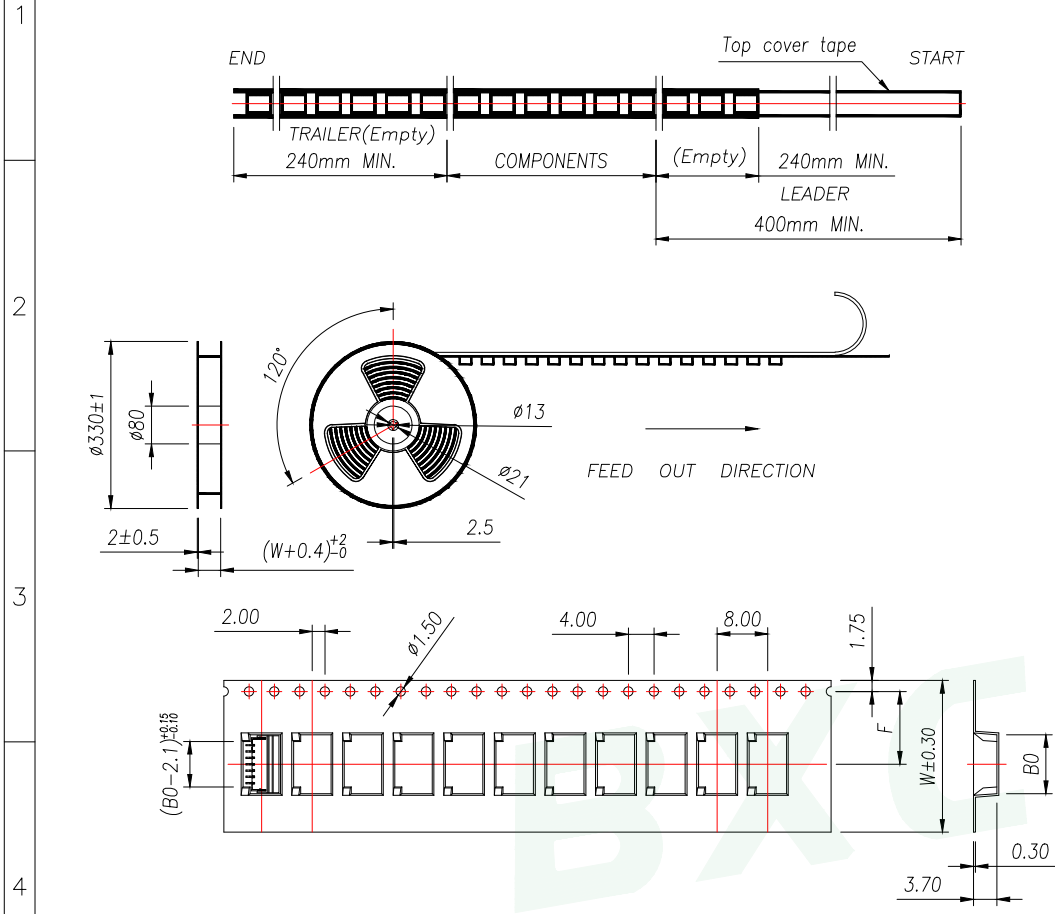 1
END
Top cover tape
START
TRAILER(Empty)
240mm MIN.
COMPONENTS
(Empty)
240mm MIN.
LEADER
400mm MIN.
2
120°
ø330±1
ø80
ø13
ø21
FEED OUT DIRECTION
2.5
2±0.5
(W+0.4)+2 -0
3
2.00
ø1.50
4.00
8.00
1.75
F
(B0-2.1)+0.15 -0.10
W±0.30
B0
BXC
0.30
3.70
4